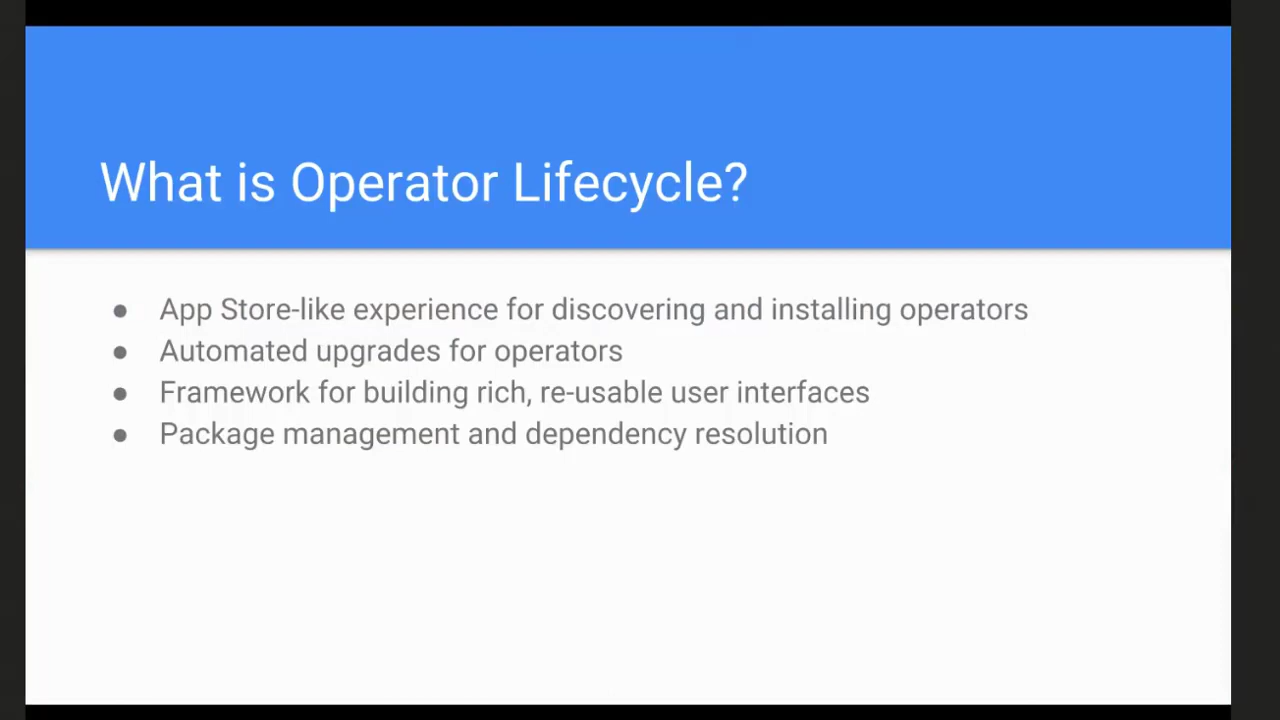 What is Operator Lifecycle?
● App Store-like experience for discovering and installing operators
● Automated upgrades for operators
● Framework for building rich, re-usable user interfaces
● Package management and dependency resolution